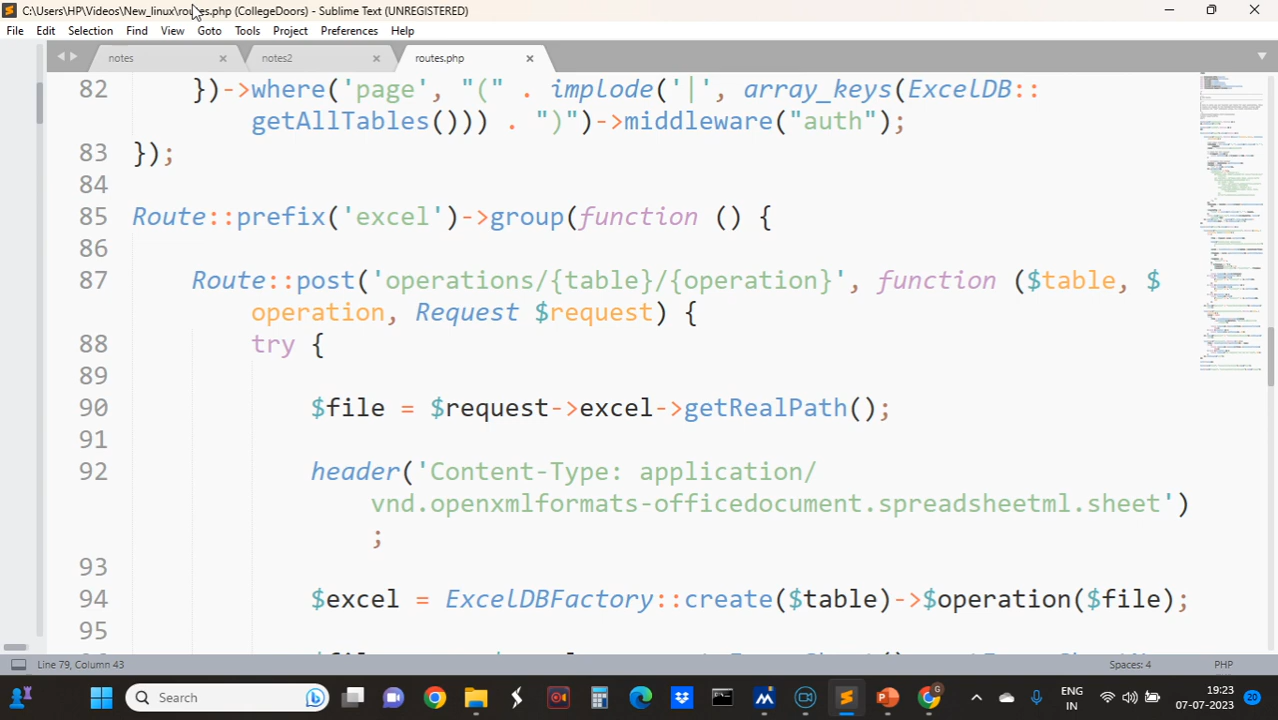 C:\Users\HP\Videos\New_linux\routes.php (CollegeDoors) - Sublime Text (UNREGISTERED)
File Edit Selection Find View Goto Tools Project Preferences Help
notes notes2 routes.php
82 })->where('page', "(" . implode('|', array_keys(ExcelDB::
getAllTables())) . ")")->middleware("auth");
83 });
84
85 Route::prefix('excel')->group(function () {
86
87 Route::post('operations/{table}/{operation}', function ($table, $
operation, Request $request) {
88 try {
89
90 $file = $request->excel->getRealPath();
91
92 header('Content-Type: application/
vnd.openxmlformats-officedocument.spreadsheetml.sheet')
;
93
94 $excel = ExcelDBFactory::create($table)->$operation($file);
95
Line 79, Column 43 Spaces: 4 PHP
Search ENG 19:23
IN 07-07-2023 20